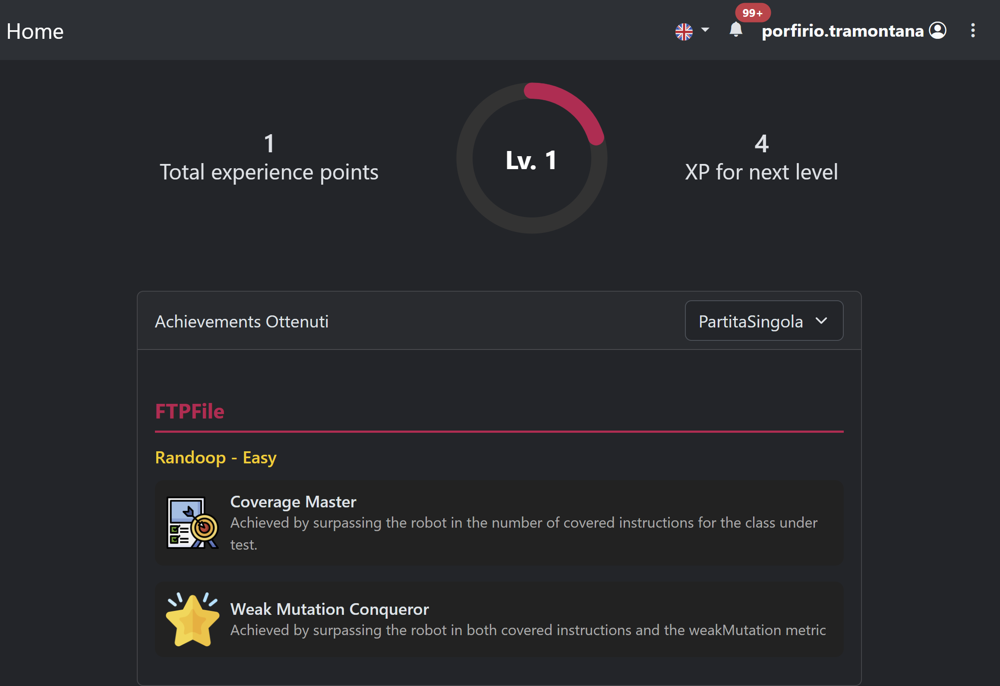 Home
99+
porfirio.tramontana
1
Total experience points
Lv. 1
4
XP for next level
Achievements Ottenuti
PartitaSingola
FTPFile
Randoop - Easy
Coverage Master
Achieved by surpassing the robot in the number of covered instructions for the class under
test.
Weak Mutation Conqueror
Achieved by surpassing the robot in both covered instructions and the weakMutation metric